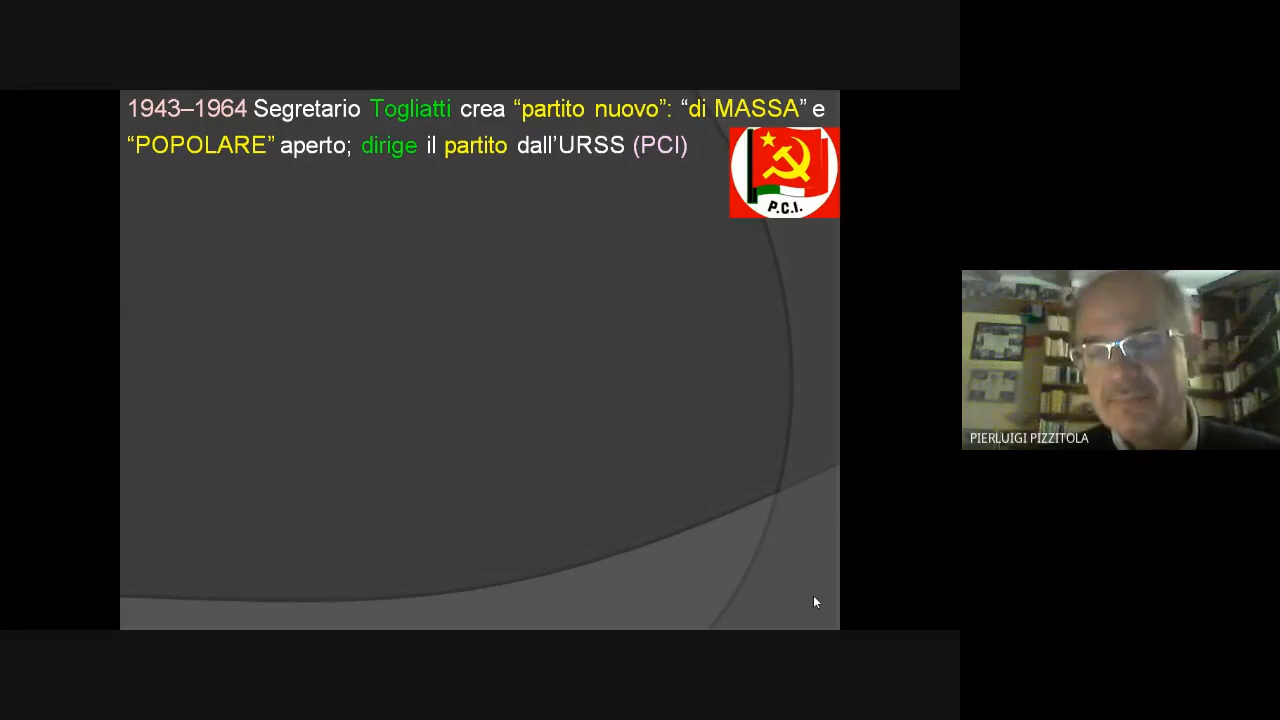 1943–1964 Segretario Togliatti crea “partito nuovo”: “di MASSA” e
“POPOLARE” aperto; dirige il partito dall’URSS (PCI)
P.C.I.
PIERLUIGI PIZZITOLA